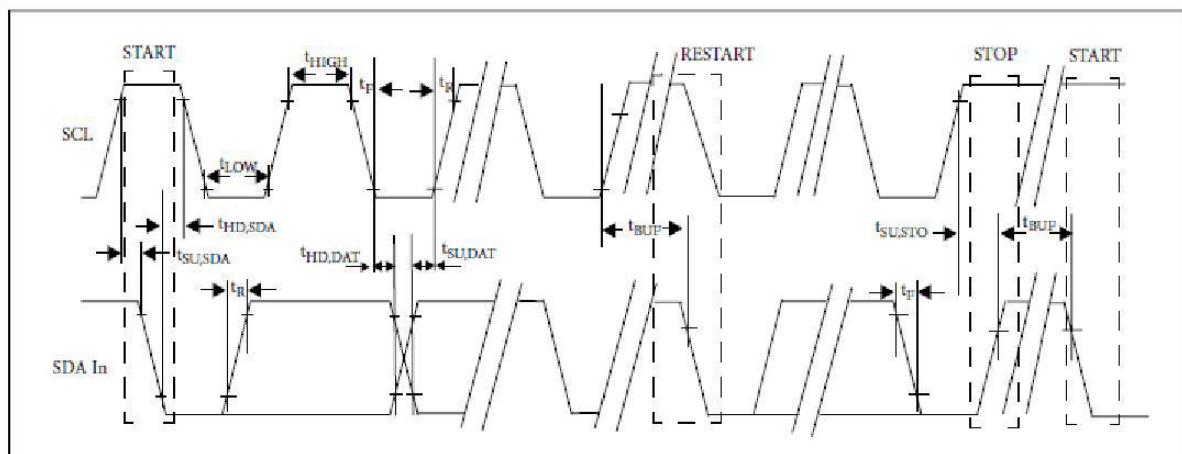 START
tHIGH
tF
tR
RESTART
STOP
START
SCL
tLOW
tHD,SDA
tSU,SDA
tR
tHD,DAT
tSU,DAT
tBUF
tSU,STO
tBUF
tF
SDA In